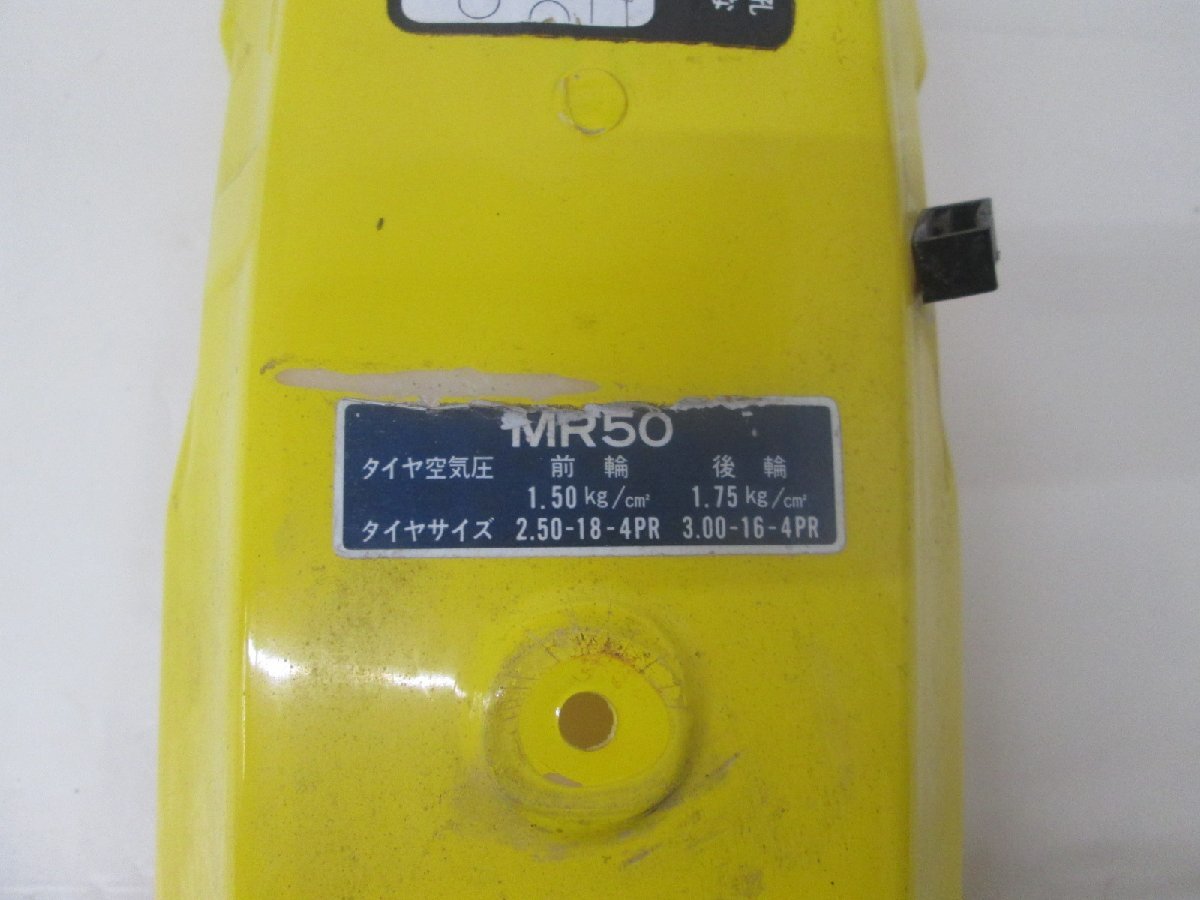 MR50
タイヤ空気圧 前輪 後輪
1.50 kg/cm² 1.75 kg/cm²
タイヤサイズ 2.50-18-4PR 3.00-16-4PR